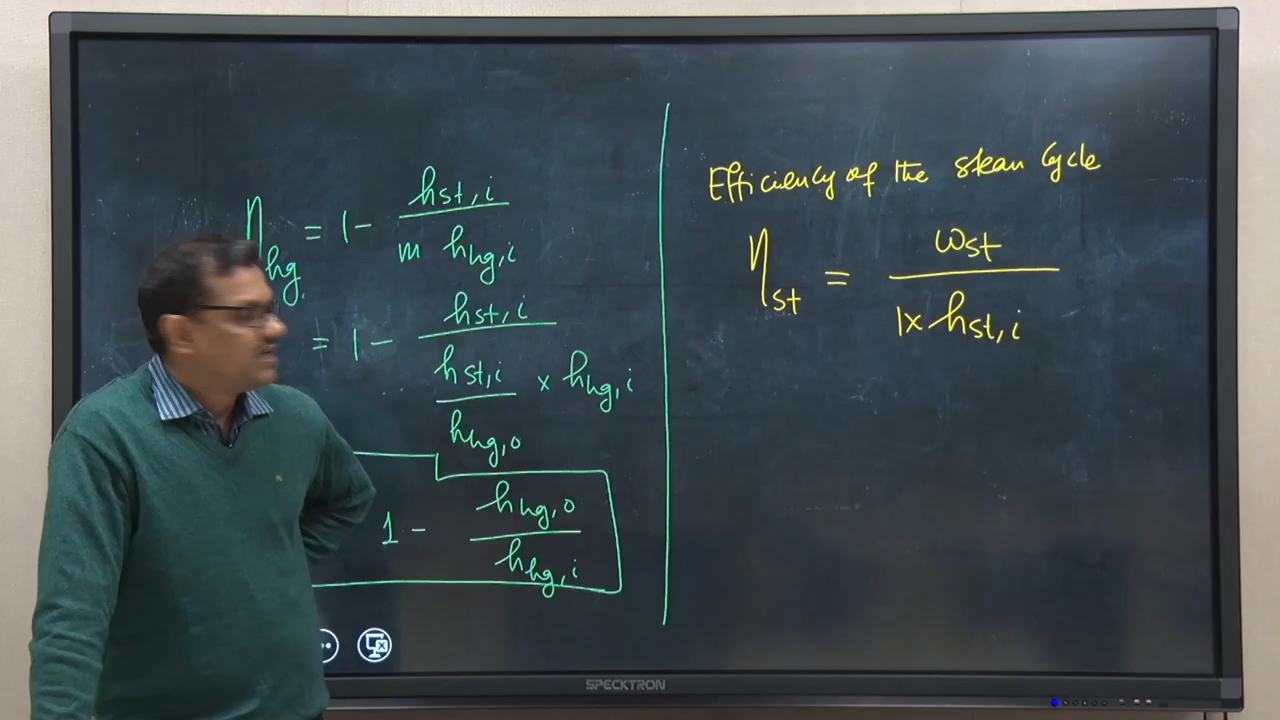 η_hg = 1 - h_st,i / (m h_hg,i)
= 1 - h_st,i / ((h_st,i / h_hg,o) × h_hg,i)
1 - h_hg,o / h_hg,i
Efficiency of the steam Cycle
η_st = ω_st / (1 × h_st,i)
SPECKTRON